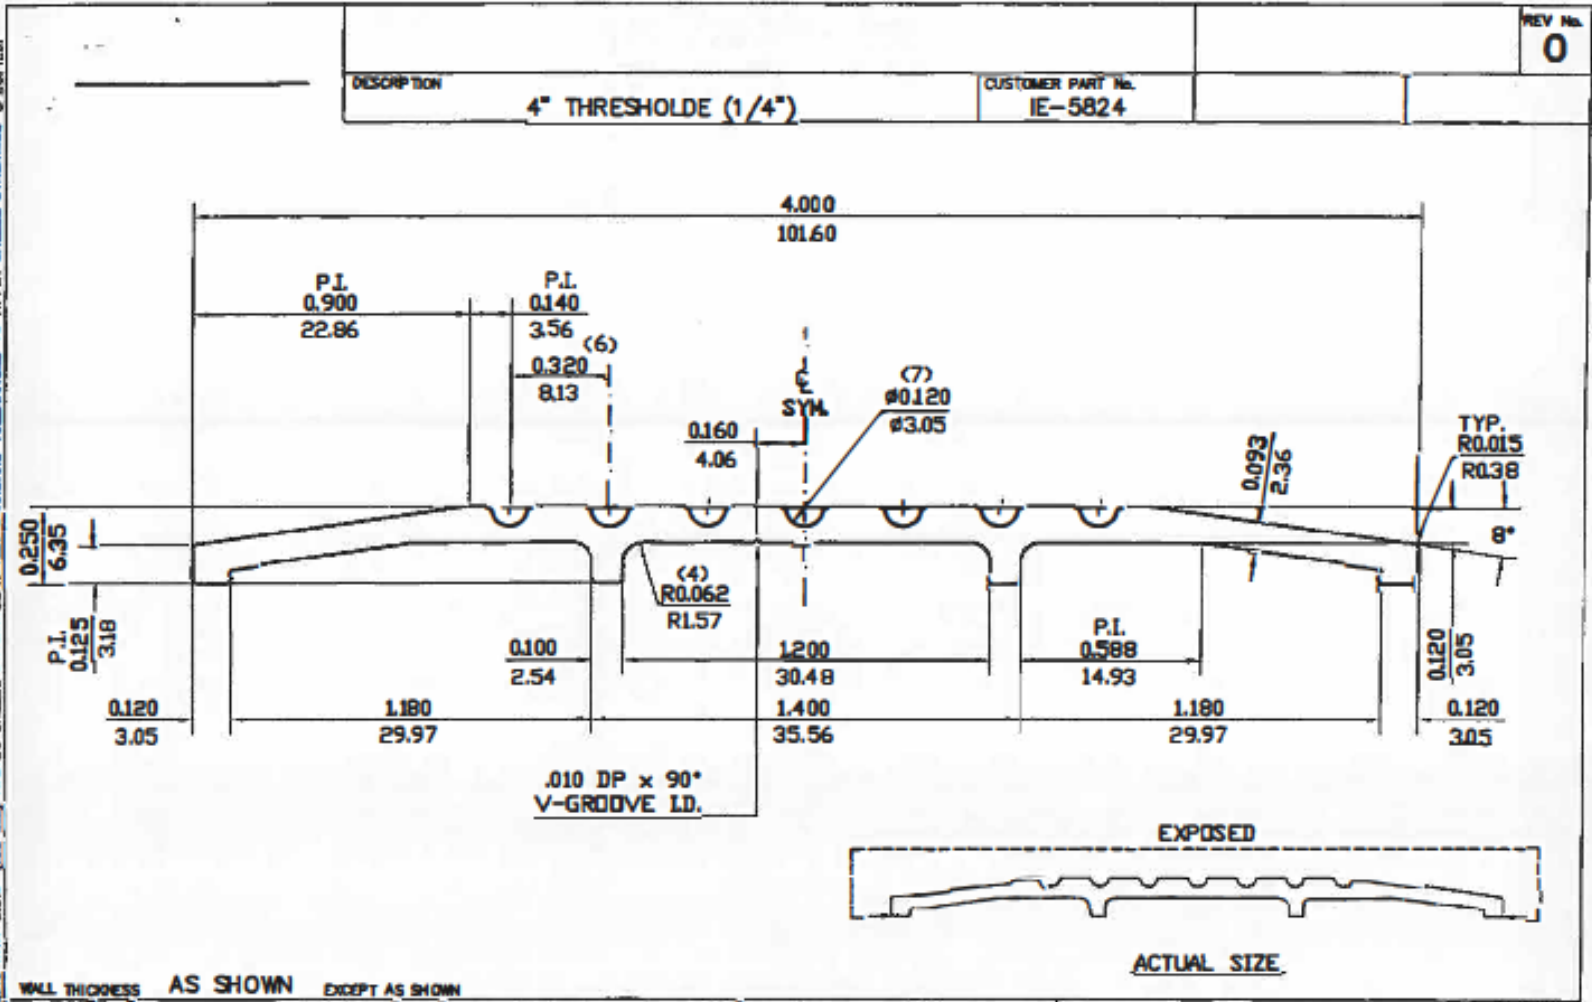 REV No.
0
DESCRIPTION
4" THRESHOLDE (1/4")
CUSTOMER PART No.
IE-5824
4.000
101.60
P.I.
0.900
22.86
P.I.
0.140
3.56
(6)
0.320
8.13
℄
SYM.
(7)
ø0.120
ø3.05
0.160
4.06
0.093
2.36
TYP.
R0.015
R0.38
8°
0.250
6.35
P.I.
0.125
3.18
(4)
R0.062
R1.57
0.100
2.54
1.200
30.48
P.I.
0.588
14.93
0.120
3.05
0.120
3.05
1.180
29.97
1.400
35.56
1.180
29.97
0.120
3.05
.010 DP x 90°
V-GROOVE I.D.
EXPOSED
ACTUAL SIZE
WALL THICKNESS AS SHOWN EXCEPT AS SHOWN